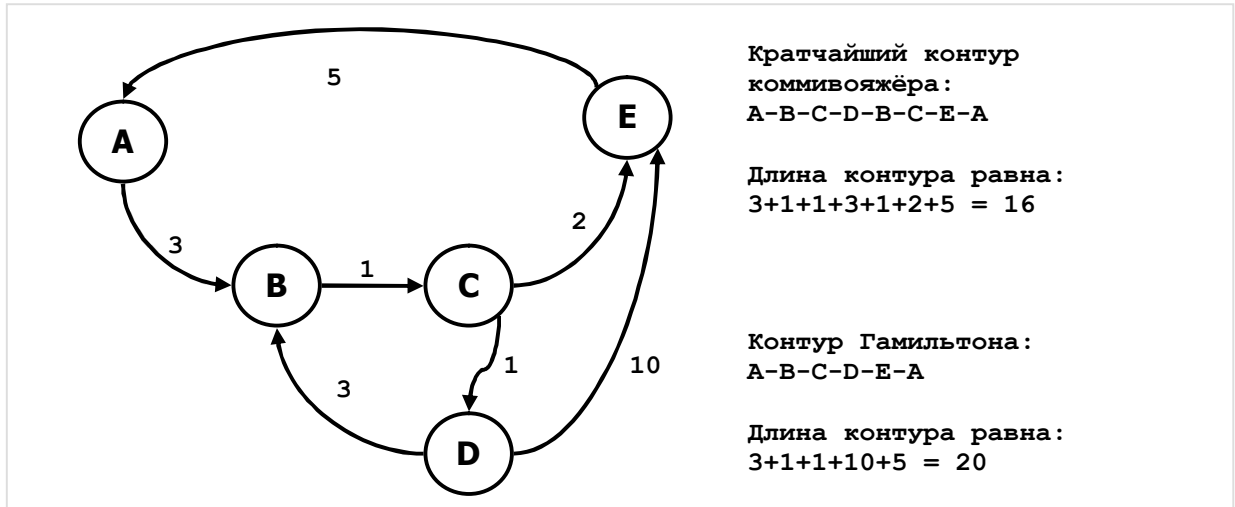 5
A
E
3
2
B
1
C
3
1
10
D
Кратчайший контур
коммивояжёра:
A-B-C-D-B-C-E-A
Длина контура равна:
3+1+1+3+1+2+5 = 16
Контур Гамильтона:
A-B-C-D-E-A
Длина контура равна:
3+1+1+10+5 = 20